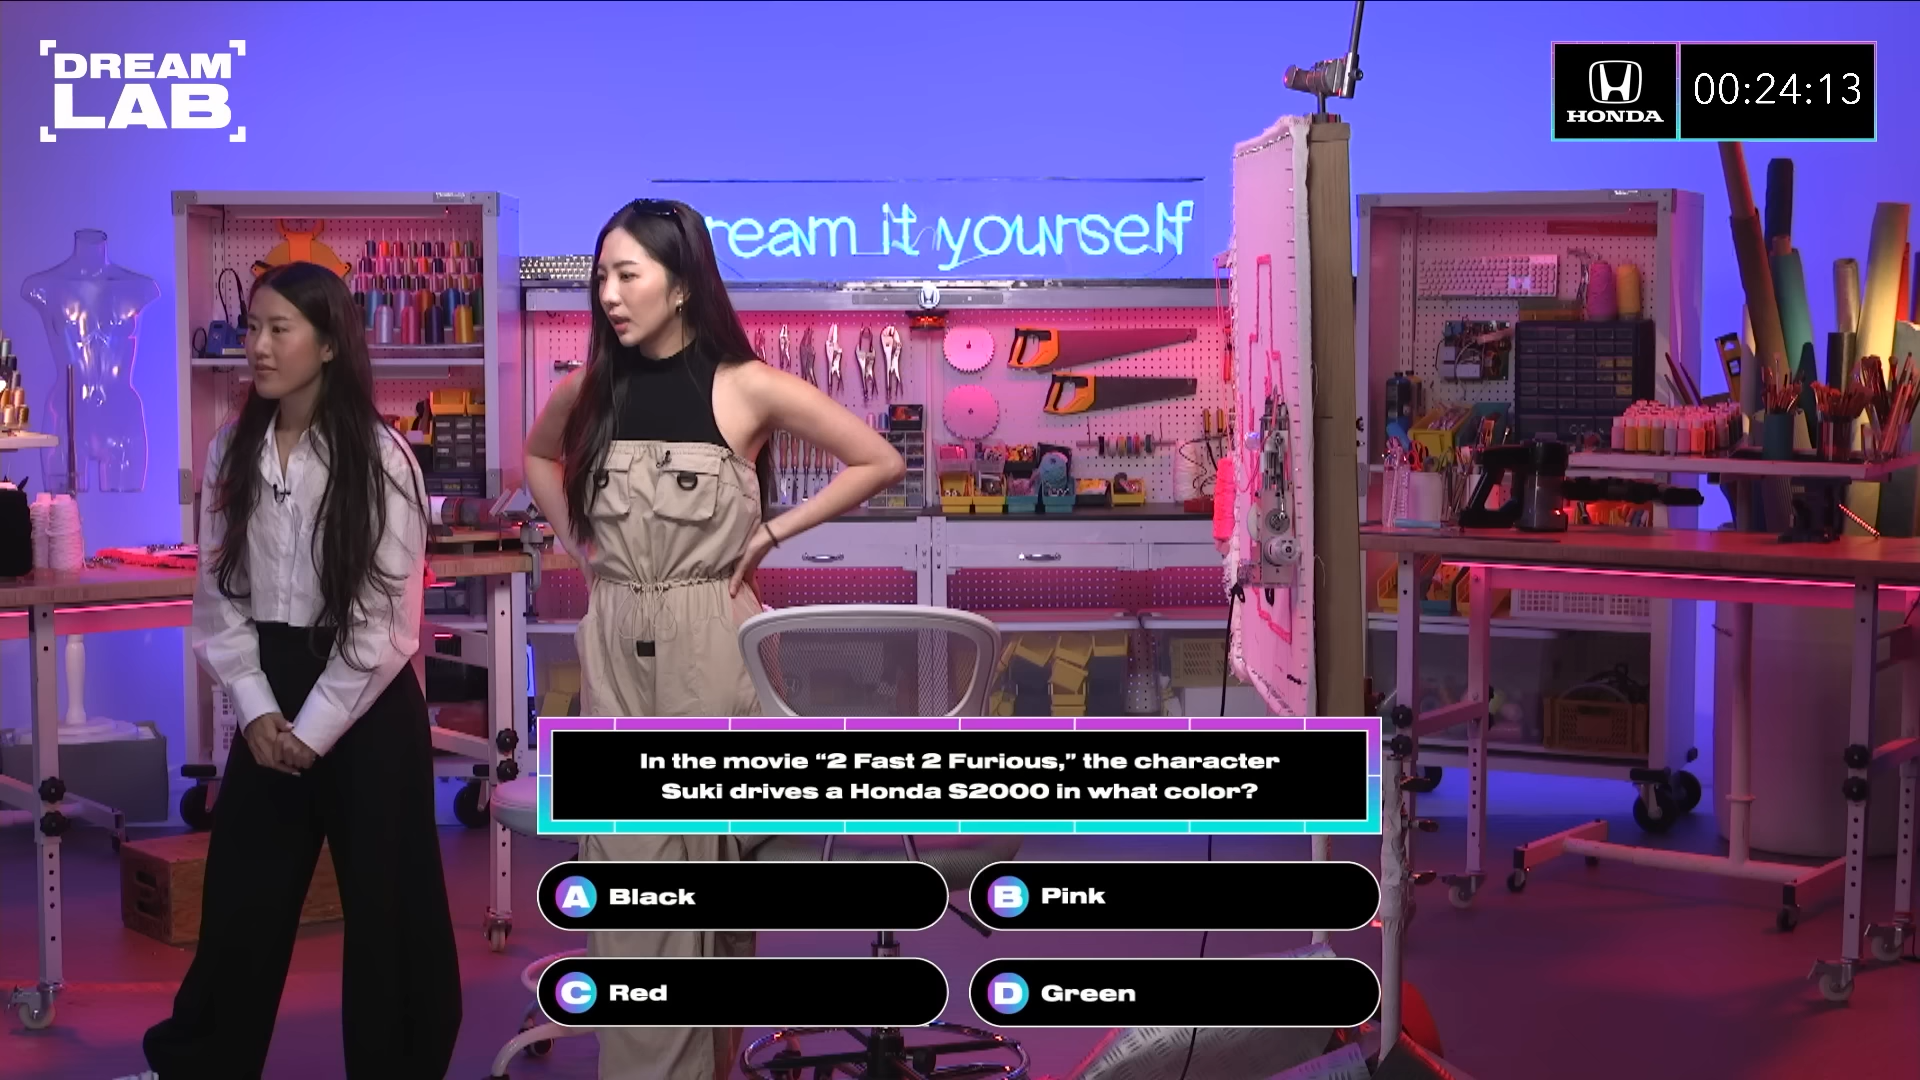 DREAM
LAB
HONDA
00:24:13
ream it yourself
In the movie “2 Fast 2 Furious,” the character
Suki drives a Honda S2000 in what color?
A Black
B Pink
C Red
D Green